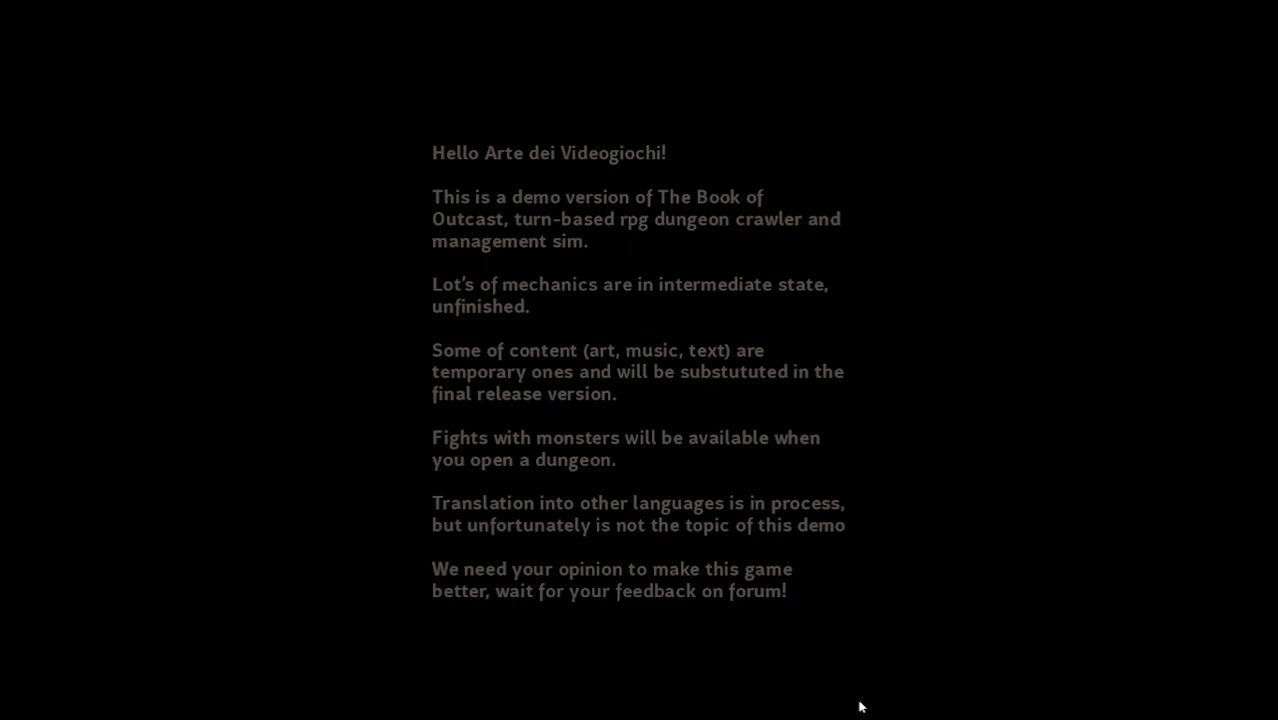 Hello Arte dei Videogiochi!
This is a demo version of The Book of
Outcast, turn-based rpg dungeon crawler and
management sim.
Lot's of mechanics are in intermediate state,
unfinished.
Some of content (art, music, text) are
temporary ones and will be substututed in the
final release version.
Fights with monsters will be available when
you open a dungeon.
Translation into other languages is in process,
but unfortunately is not the topic of this demo
We need your opinion to make this game
better, wait for your feedback on forum!